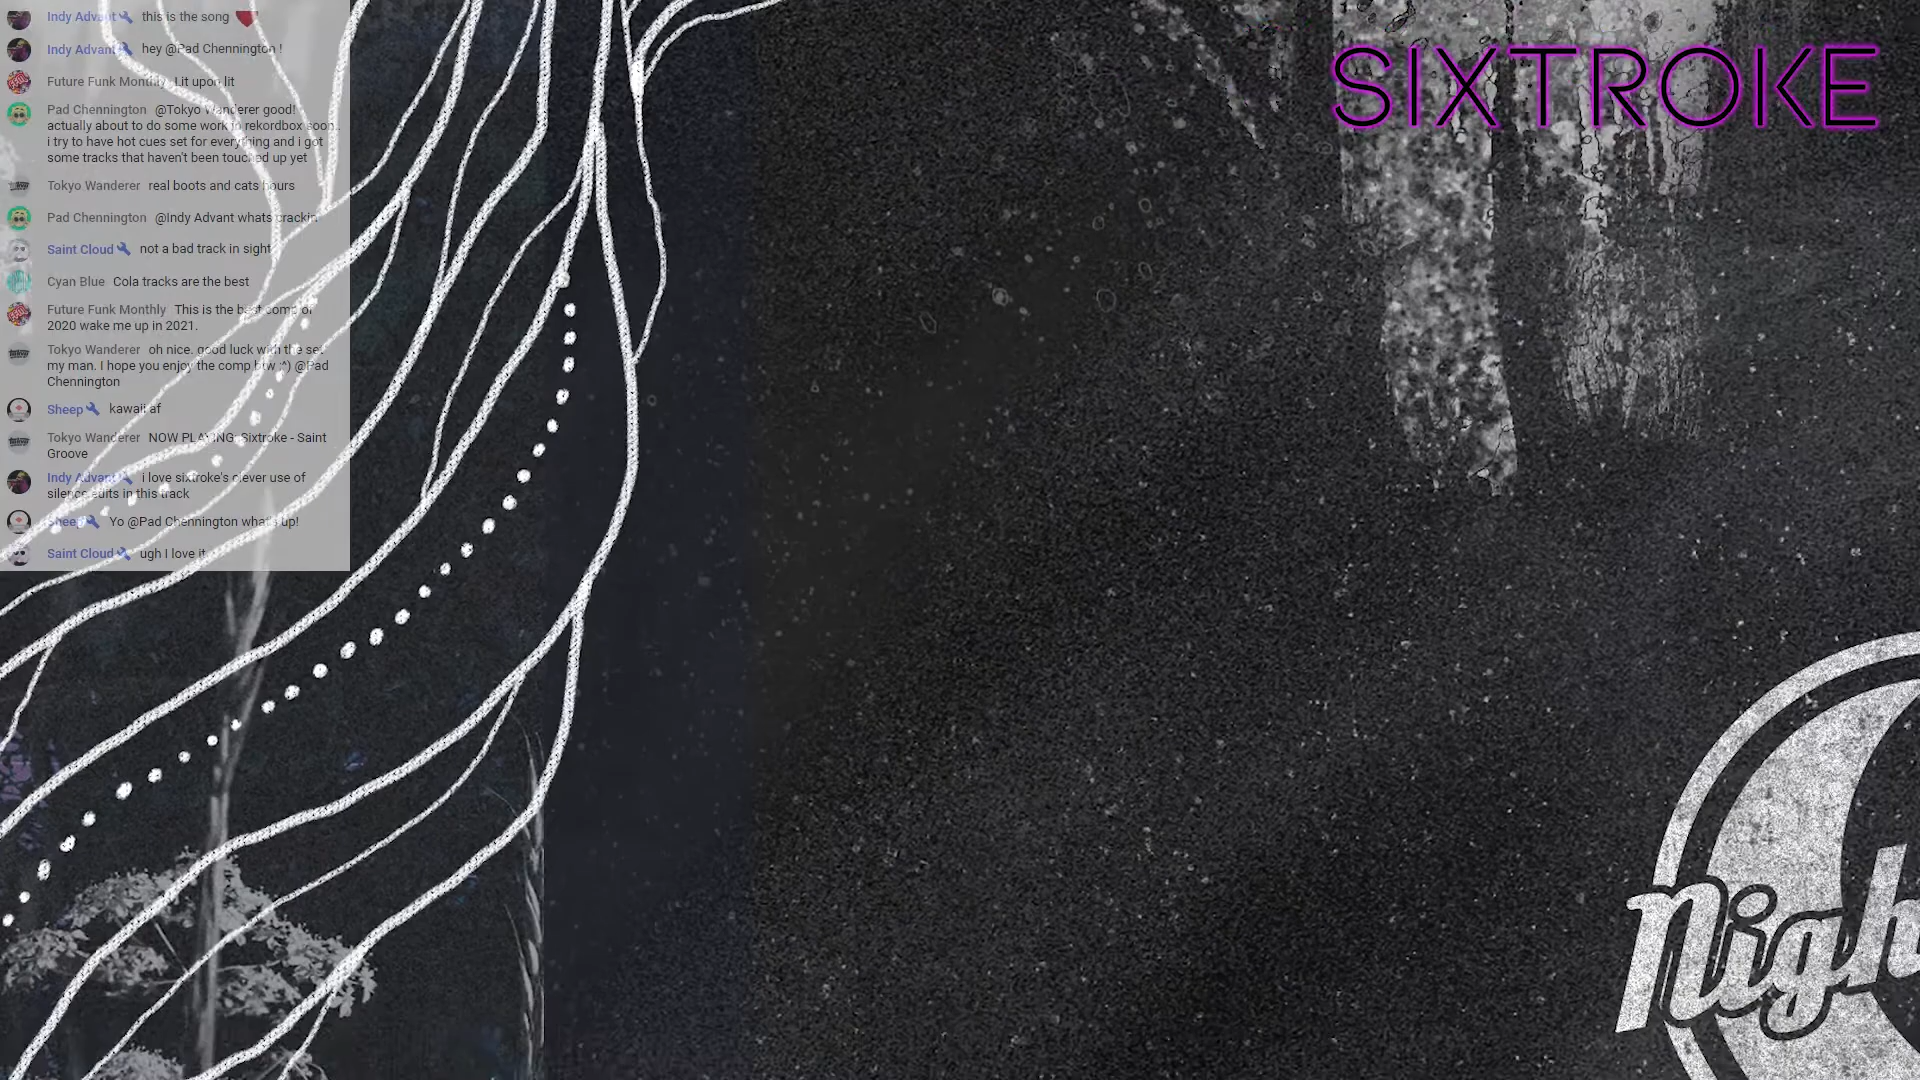 Indy Advant this is the song
Indy Advant hey @Pad Chennington !
Future Funk Monthly Lit upon lit
Pad Chennington @Tokyo Wanderer good!
actually about to do some work in rekordbox soon..
i try to have hot cues set for everything and i got
some tracks that haven't been touched up yet
Tokyo Wanderer real boots and cats hours
Pad Chennington @Indy Advant whats crackin
Saint Cloud not a bad track in sight
Cyan Blue Cola tracks are the best
Future Funk Monthly This is the best comp of
2020 wake me up in 2021.
Tokyo Wanderer oh nice. good luck with the set
my man. I hope you enjoy the comp btw :^) @Pad
Chennington
Sheep kawaii af
Tokyo Wanderer NOW PLAYING: Sixtroke - Saint
Groove
Indy Advant i love sixtroke's clever use of
silence edits in this track
Sheep Yo @Pad Chennington what's up!
Saint Cloud ugh I love it
SIXTROKE
Nigh